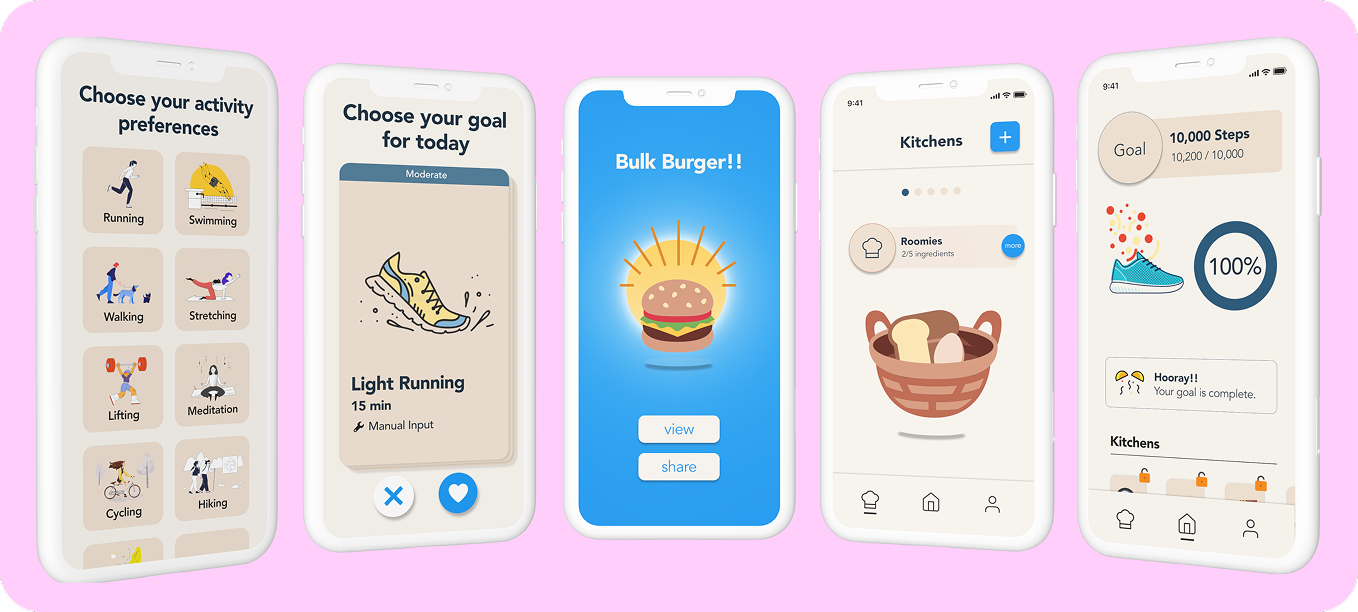 Choose your activity
preferences
Running
Swimming
Walking
Stretching
Lifting
Meditation
Cycling
Hiking
Choose your goal
for today
Moderate
Light Running
15 min
Manual Input
Bulk Burger!!
view
share
9:41
Kitchens
+
Roomies
2/5 ingredients
more
9:41
Goal
10,000 Steps
10,200 / 10,000
100%
Hooray!!
Your goal is complete.
Kitchens